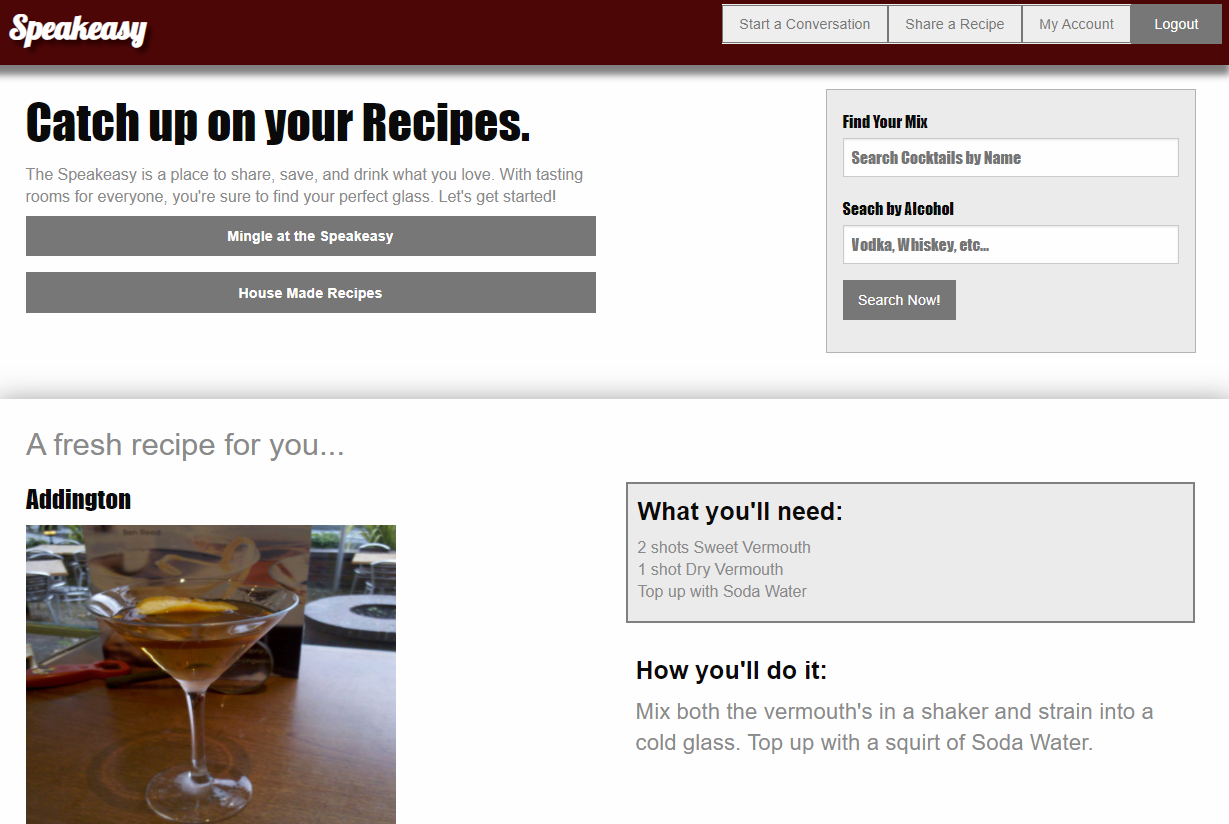 Speakeasy
Start a Conversation
Share a Recipe
My Account
Logout
Catch up on your Recipes.
The Speakeasy is a place to share, save, and drink what you love. With tasting
rooms for everyone, you're sure to find your perfect glass. Let's get started!
Mingle at the Speakeasy
House Made Recipes
Find Your Mix
Search Cocktails by Name
Seach by Alcohol
Vodka, Whiskey, etc...
Search Now!
A fresh recipe for you...
Addington
What you'll need:
2 shots Sweet Vermouth
1 shot Dry Vermouth
Top up with Soda Water
How you'll do it:
Mix both the vermouth's in a shaker and strain into a
cold glass. Top up with a squirt of Soda Water.